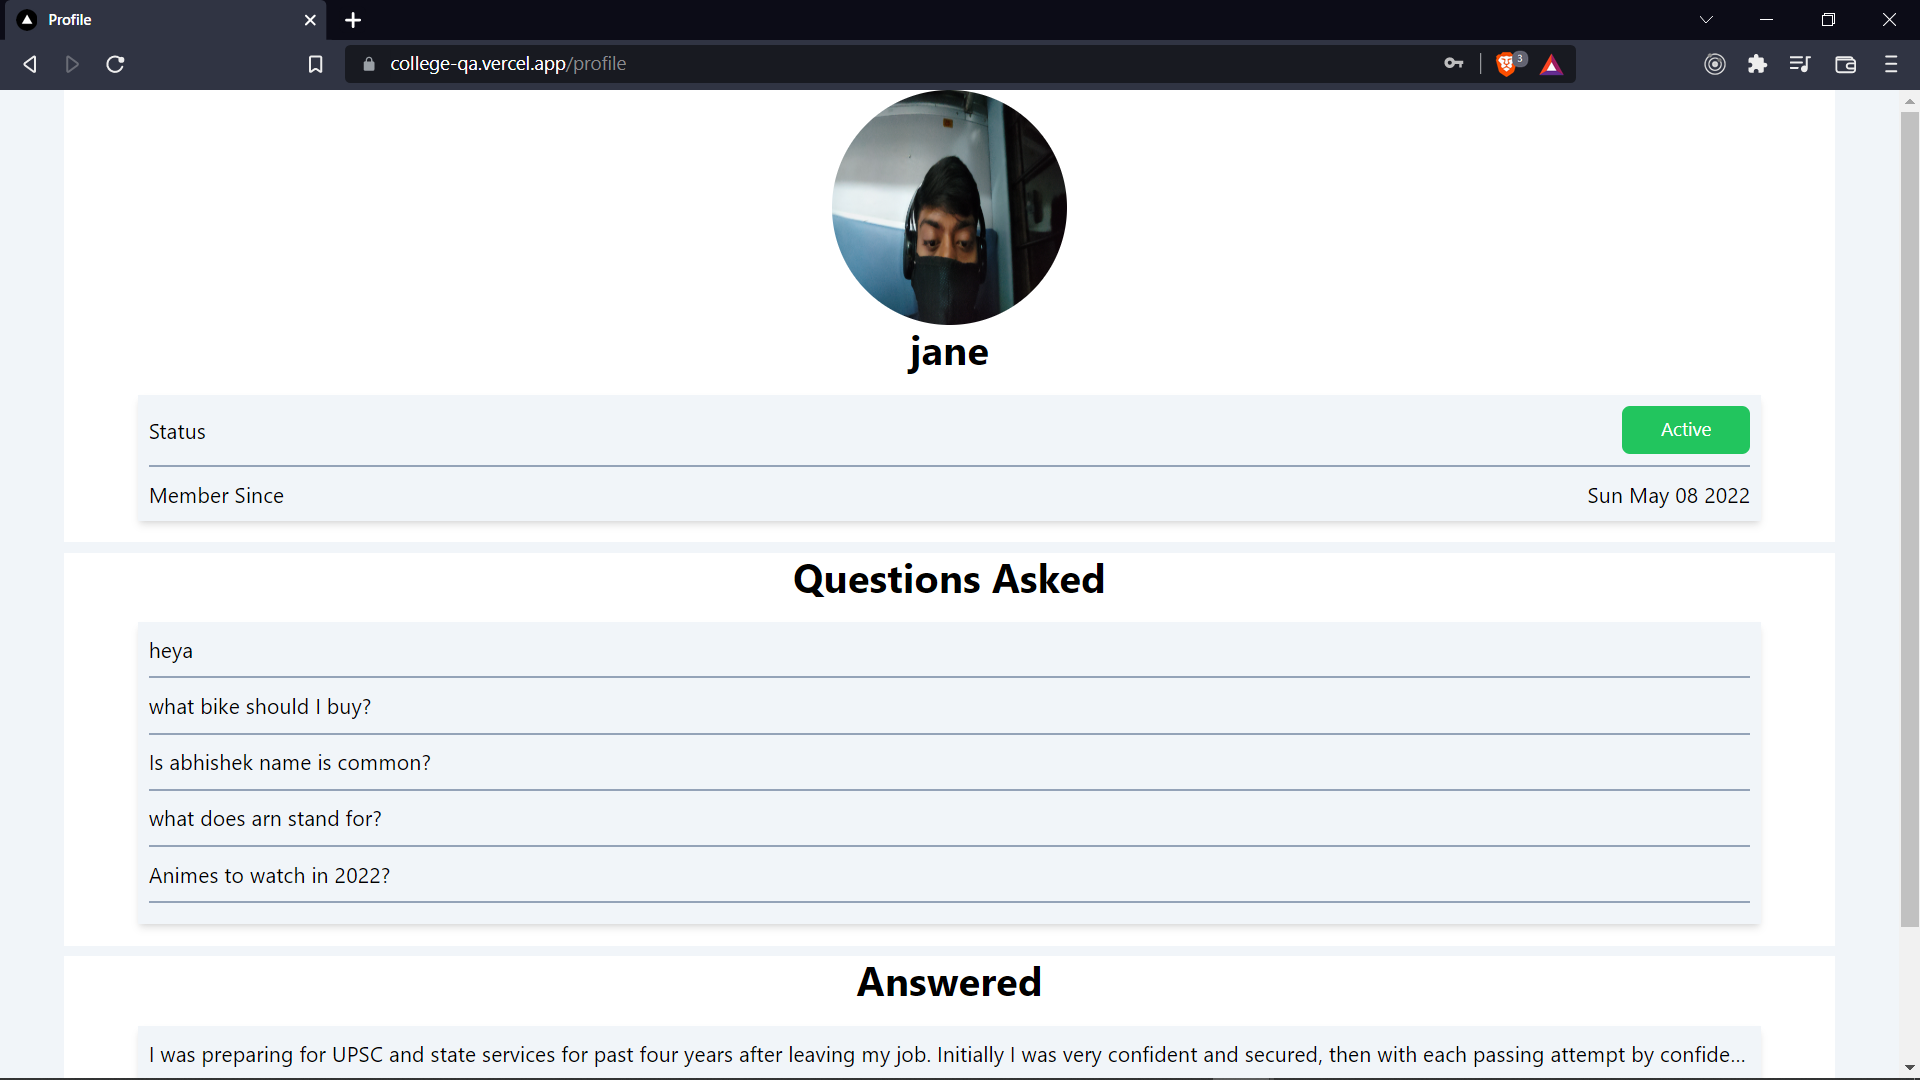 Profile
college-qa.vercel.app/profile
3
jane
Status
Active
Member Since
Sun May 08 2022
Questions Asked
heya
what bike should I buy?
Is abhishek name is common?
what does arn stand for?
Animes to watch in 2022?
Answered
I was preparing for UPSC and state services for past four years after leaving my job. Initially I was very confident and secured, then with each passing attempt by confide...